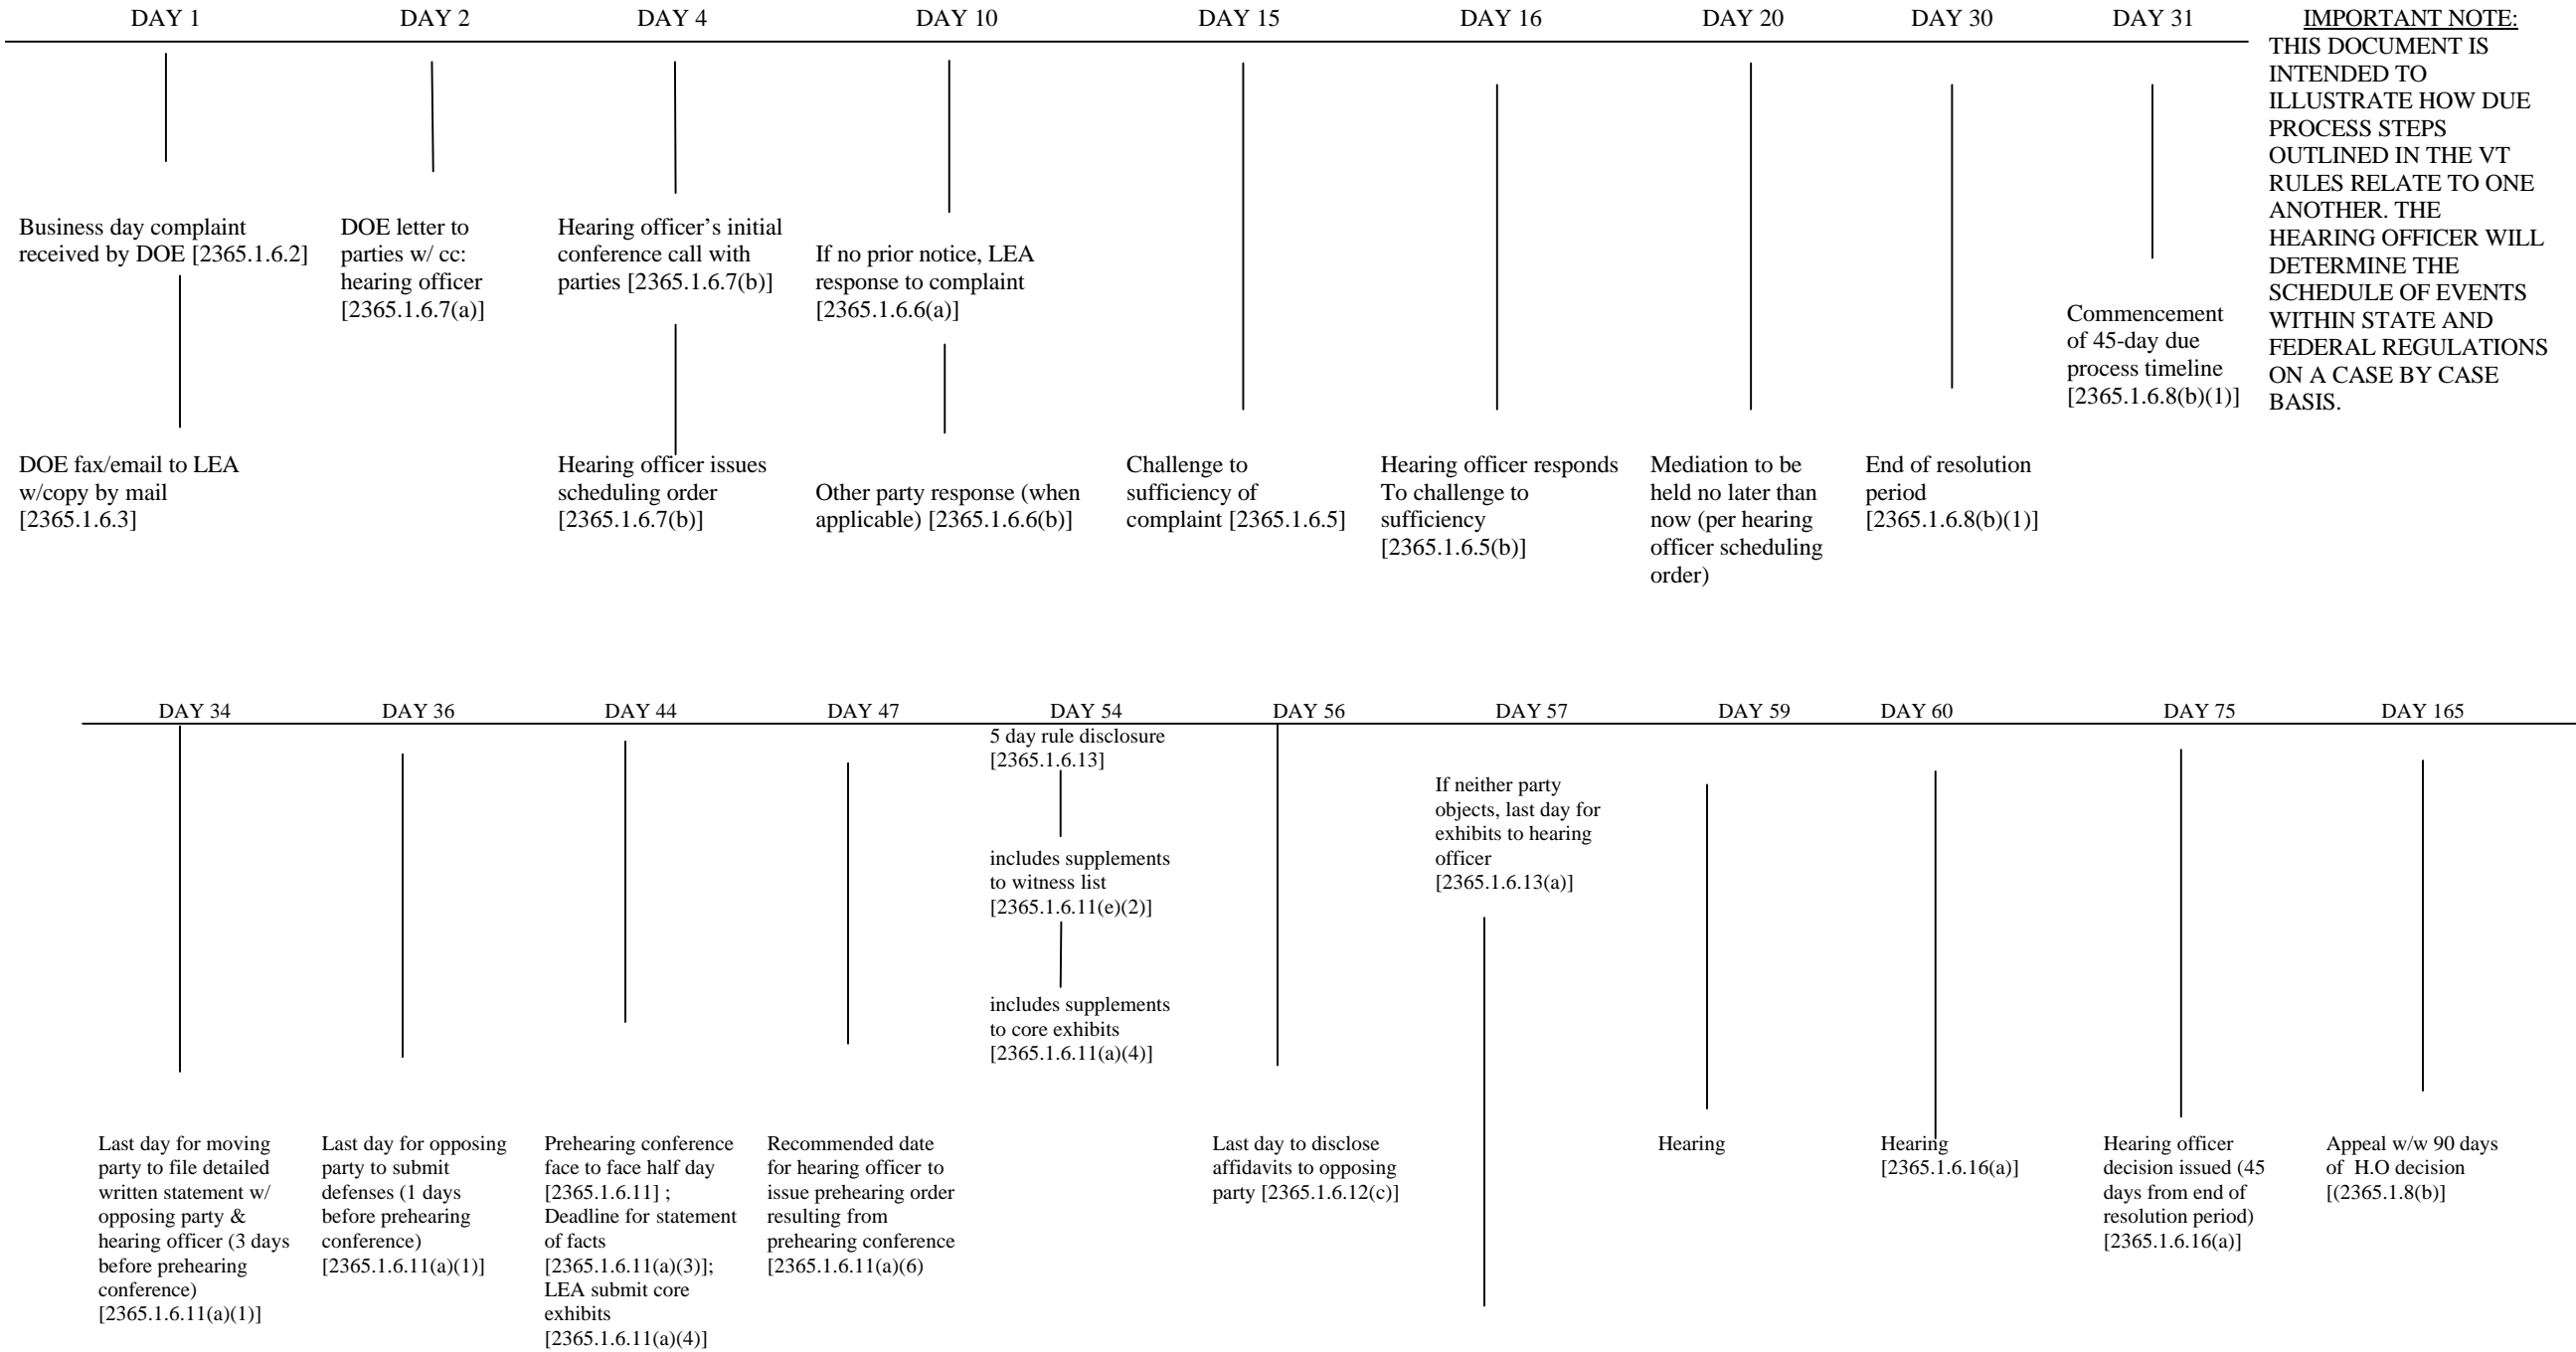 DAY 1
DAY 2
DAY 4
DAY 10
DAY 15
DAY 16
DAY 20
DAY 30
DAY 31
Business day complaint
received by DOE [2365.1.6.2]
DOE fax/email to LEA
w/copy by mail
[2365.1.6.3]
DOE letter to
parties w/ cc:
hearing officer
[2365.1.6.7(a)]
Hearing officer’s initial
conference call with
parties [2365.1.6.7(b)]
Hearing officer issues
scheduling order
[2365.1.6.7(b)]
If no prior notice, LEA
response to complaint
[2365.1.6.6(a)]
Other party response (when
applicable) [2365.1.6.6(b)]
Challenge to
sufficiency of
complaint [2365.1.6.5]
Hearing officer responds
To challenge to
sufficiency
[2365.1.6.5(b)]
Mediation to be
held no later than
now (per hearing
officer scheduling
order)
End of resolution
period
[2365.1.6.8(b)(1)]
Commencement
of 45-day due
process timeline
[2365.1.6.8(b)(1)]
IMPORTANT NOTE:
THIS DOCUMENT IS
INTENDED TO
ILLUSTRATE HOW DUE
PROCESS STEPS
OUTLINED IN THE VT
RULES RELATE TO ONE
ANOTHER. THE
HEARING OFFICER WILL
DETERMINE THE
SCHEDULE OF EVENTS
WITHIN STATE AND
FEDERAL REGULATIONS
ON A CASE BY CASE
BASIS.
DAY 34
DAY 36
DAY 44
DAY 47
DAY 54
DAY 56
DAY 57
DAY 59
DAY 60
DAY 75
DAY 165
Last day for moving
party to file detailed
written statement w/
opposing party &
hearing officer (3 days
before prehearing
conference)
[2365.1.6.11(a)(1)]
Last day for opposing
party to submit
defenses (1 days
before prehearing
conference)
[2365.1.6.11(a)(1)]
Prehearing conference
face to face half day
[2365.1.6.11] ;
Deadline for statement
of facts
[2365.1.6.11(a)(3)];
LEA submit core
exhibits
[2365.1.6.11(a)(4)]
Recommended date
for hearing officer to
issue prehearing order
resulting from
prehearing conference
[2365.1.6.11(a)(6)
5 day rule disclosure
[2365.1.6.13]
includes supplements
to witness list
[2365.1.6.11(e)(2)]
includes supplements
to core exhibits
[2365.1.6.11(a)(4)]
Last day to disclose
affidavits to opposing
party [2365.1.6.12(c)]
If neither party
objects, last day for
exhibits to hearing
officer
[2365.1.6.13(a)]
Hearing
Hearing
[2365.1.6.16(a)]
Hearing officer
decision issued (45
days from end of
resolution period)
[2365.1.6.16(a)]
Appeal w/w 90 days
of H.O decision
[(2365.1.8(b)]